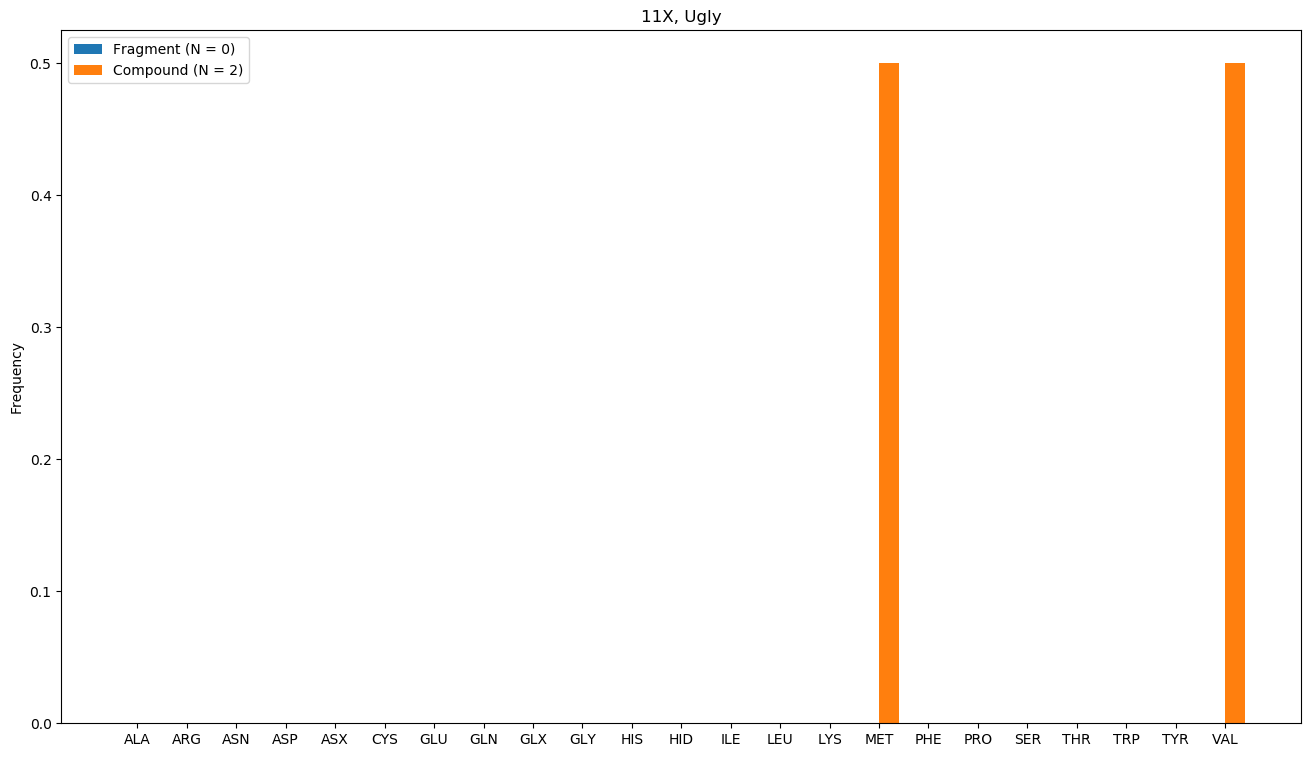 11X, Ugly
Fragment (N = 0)
Compound (N = 2)
0.5
0.4
0.3
0.2
0.1
0.0
Frequency
ALA ARG ASN ASP ASX CYS GLU GLN GLX GLY HIS HID ILE LEU LYS MET PHE PRO SER THR TRP TYR VAL